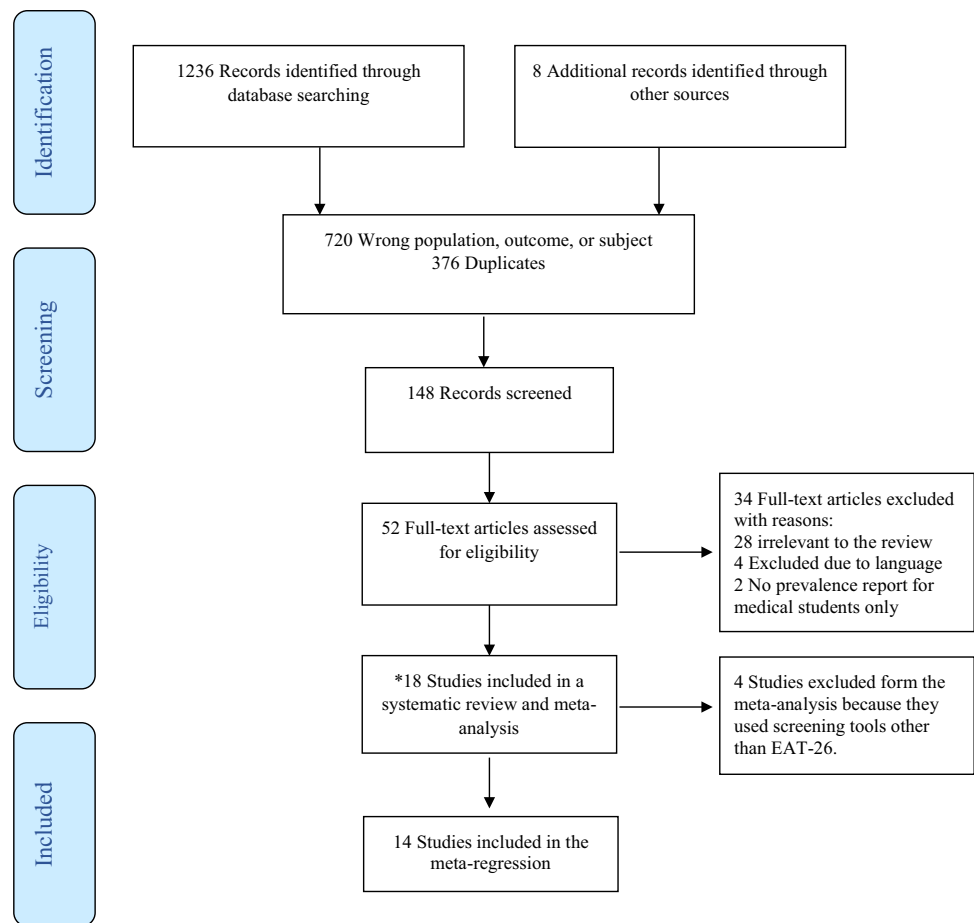 Identification
1236 Records identified through
database searching
8 Additional records identified through
other sources
720 Wrong population, outcome, or subject
376 Duplicates
Screening
148 Records screened
Eligibility
52 Full-text articles assessed
for eligibility
34 Full-text articles excluded
with reasons:
28 irrelevant to the review
4 Excluded due to language
2 No prevalence report for
medical students only
*18 Studies included in a
systematic review and meta-
analysis
4 Studies excluded form the
meta-analysis because they
used screening tools other
than EAT-26.
Included
14 Studies included in the
meta-regression